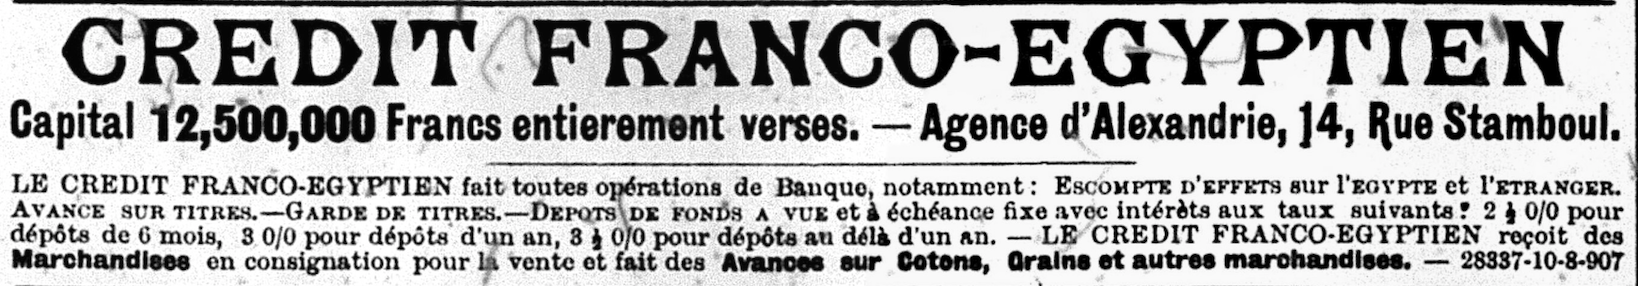 CREDIT FRANCO-EGYPTIEN
Capital 12,500,000 Francs entierement verses. — Agence d'Alexandrie, 14, Rue Stamboul.
LE CREDIT FRANCO-EGYPTIEN fait toutes opérations de Banque, notamment: ESCOMPTE D'EFFETS sur l'EGYPTE et l'ETRANGER.
AVANCE SUR TITRES.—GARDE DE TITRES.—DEPOTS DE FONDS A VUE et à échéance fixe avec intérèts aux taux suivants: 2 ½ 0/0 pour
dépôts de 6 mois, 3 0/0 pour dépôts d'un an, 3 ½ 0/0 pour dépôts au délà d'un an. — LE CREDIT FRANCO-EGYPTIEN reçoit des
Marchandises en consignation pour la vente et fait des Avances sur Cotons, Grains et autres marchandises. — 28337-10-8-907